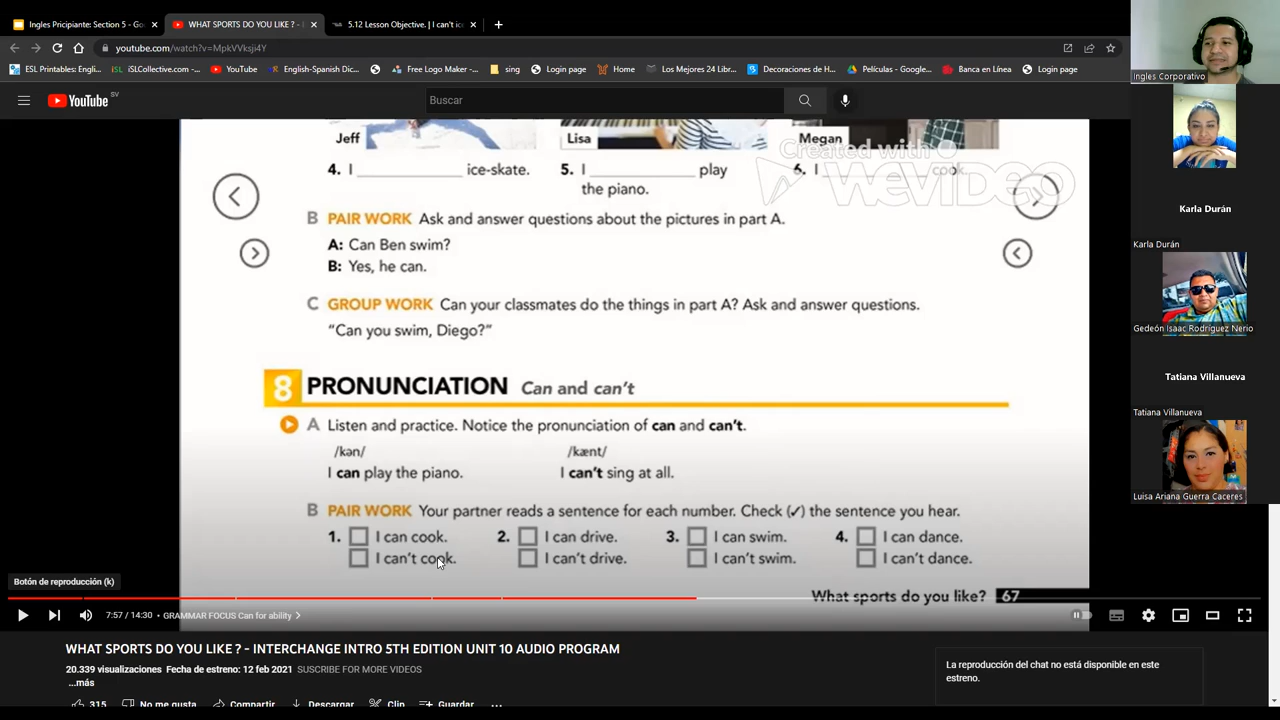 Ingles Pricipiante: Section 5 - Go
WHAT SPORTS DO YOU LIKE ? - E
5.12 Lesson Objective. | I can't ice
youtube.com/watch?v=MpkVVksji4Y
ESL Printables: Engli... iSLCollective.com -... YouTube English-Spanish Dic... Free Logo Maker -... sing Login page Home Los Mejores 24 Libr... Decoraciones de H... Películas - Google... Banca en Línea Login page
YouTube SV
Buscar
Jeff Lisa Megan
Created with
WeVideo
4. I __________ ice-skate. 5. I __________ play 6. I __________ cook.
the piano.
B PAIR WORK Ask and answer questions about the pictures in part A.
A: Can Ben swim?
B: Yes, he can.
C GROUP WORK Can your classmates do the things in part A? Ask and answer questions.
"Can you swim, Diego?"
8 PRONUNCIATION Can and can't
A Listen and practice. Notice the pronunciation of can and can't.
/kən/ /kænt/
I can play the piano. I can't sing at all.
B PAIR WORK Your partner reads a sentence for each number. Check (✓) the sentence you hear.
1. I can cook. 2. I can drive. 3. I can swim. 4. I can dance.
I can't cook. I can't drive. I can't swim. I can't dance.
What sports do you like? 67
Botón de reproducción (k)
7:57 / 14:30 • GRAMMAR FOCUS Can for ability
WHAT SPORTS DO YOU LIKE ? - INTERCHANGE INTRO 5TH EDITION UNIT 10 AUDIO PROGRAM
20.339 visualizaciones Fecha de estreno: 12 feb 2021 SUSCRIBE FOR MORE VIDEOS
...más
315 No me gusta Compartir Descargar Clip Guardar ...
La reproducción del chat no está disponible en este
estreno.
Ingles Corporativo
Karla Durán
Karla Durán
Gedeón Isaac Rodríguez Nerio
Tatiana Villanueva
Tatiana Villanueva
Luisa Ariana Guerra Caceres